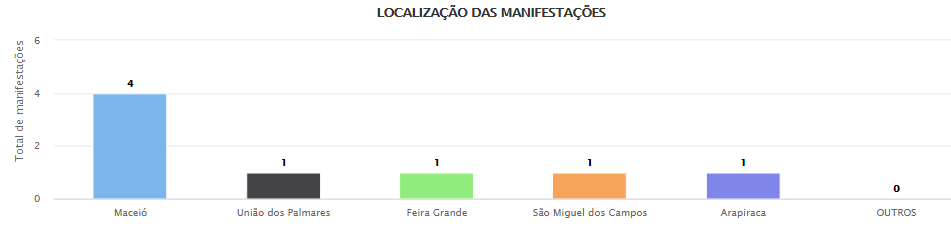 LOCALIZAÇÃO DAS MANIFESTAÇÕES
Total de manifestações
6
4
2
0
4
1
1
1
1
0
Maceió
União dos Palmares
Feira Grande
São Miguel dos Campos
Arapiraca
OUTROS